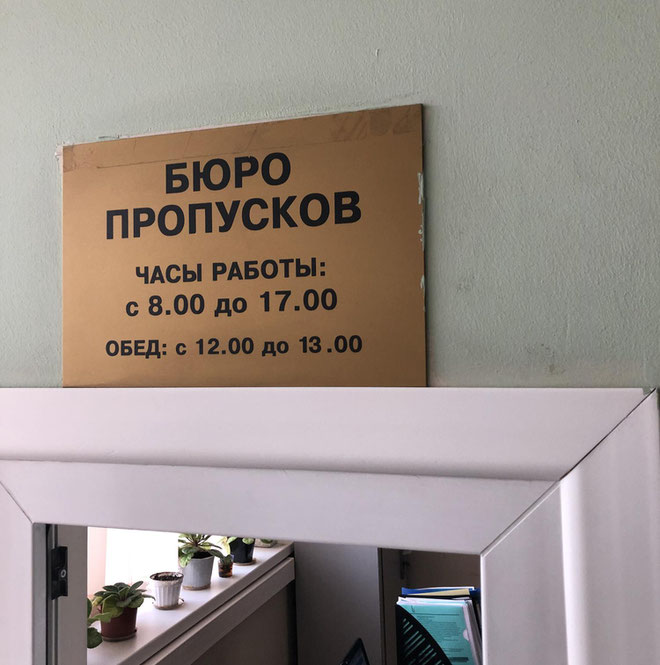 БЮРО
ПРОПУСКОВ
ЧАСЫ РАБОТЫ:
с 8.00 до 17.00
ОБЕД: с 12.00 до 13.00